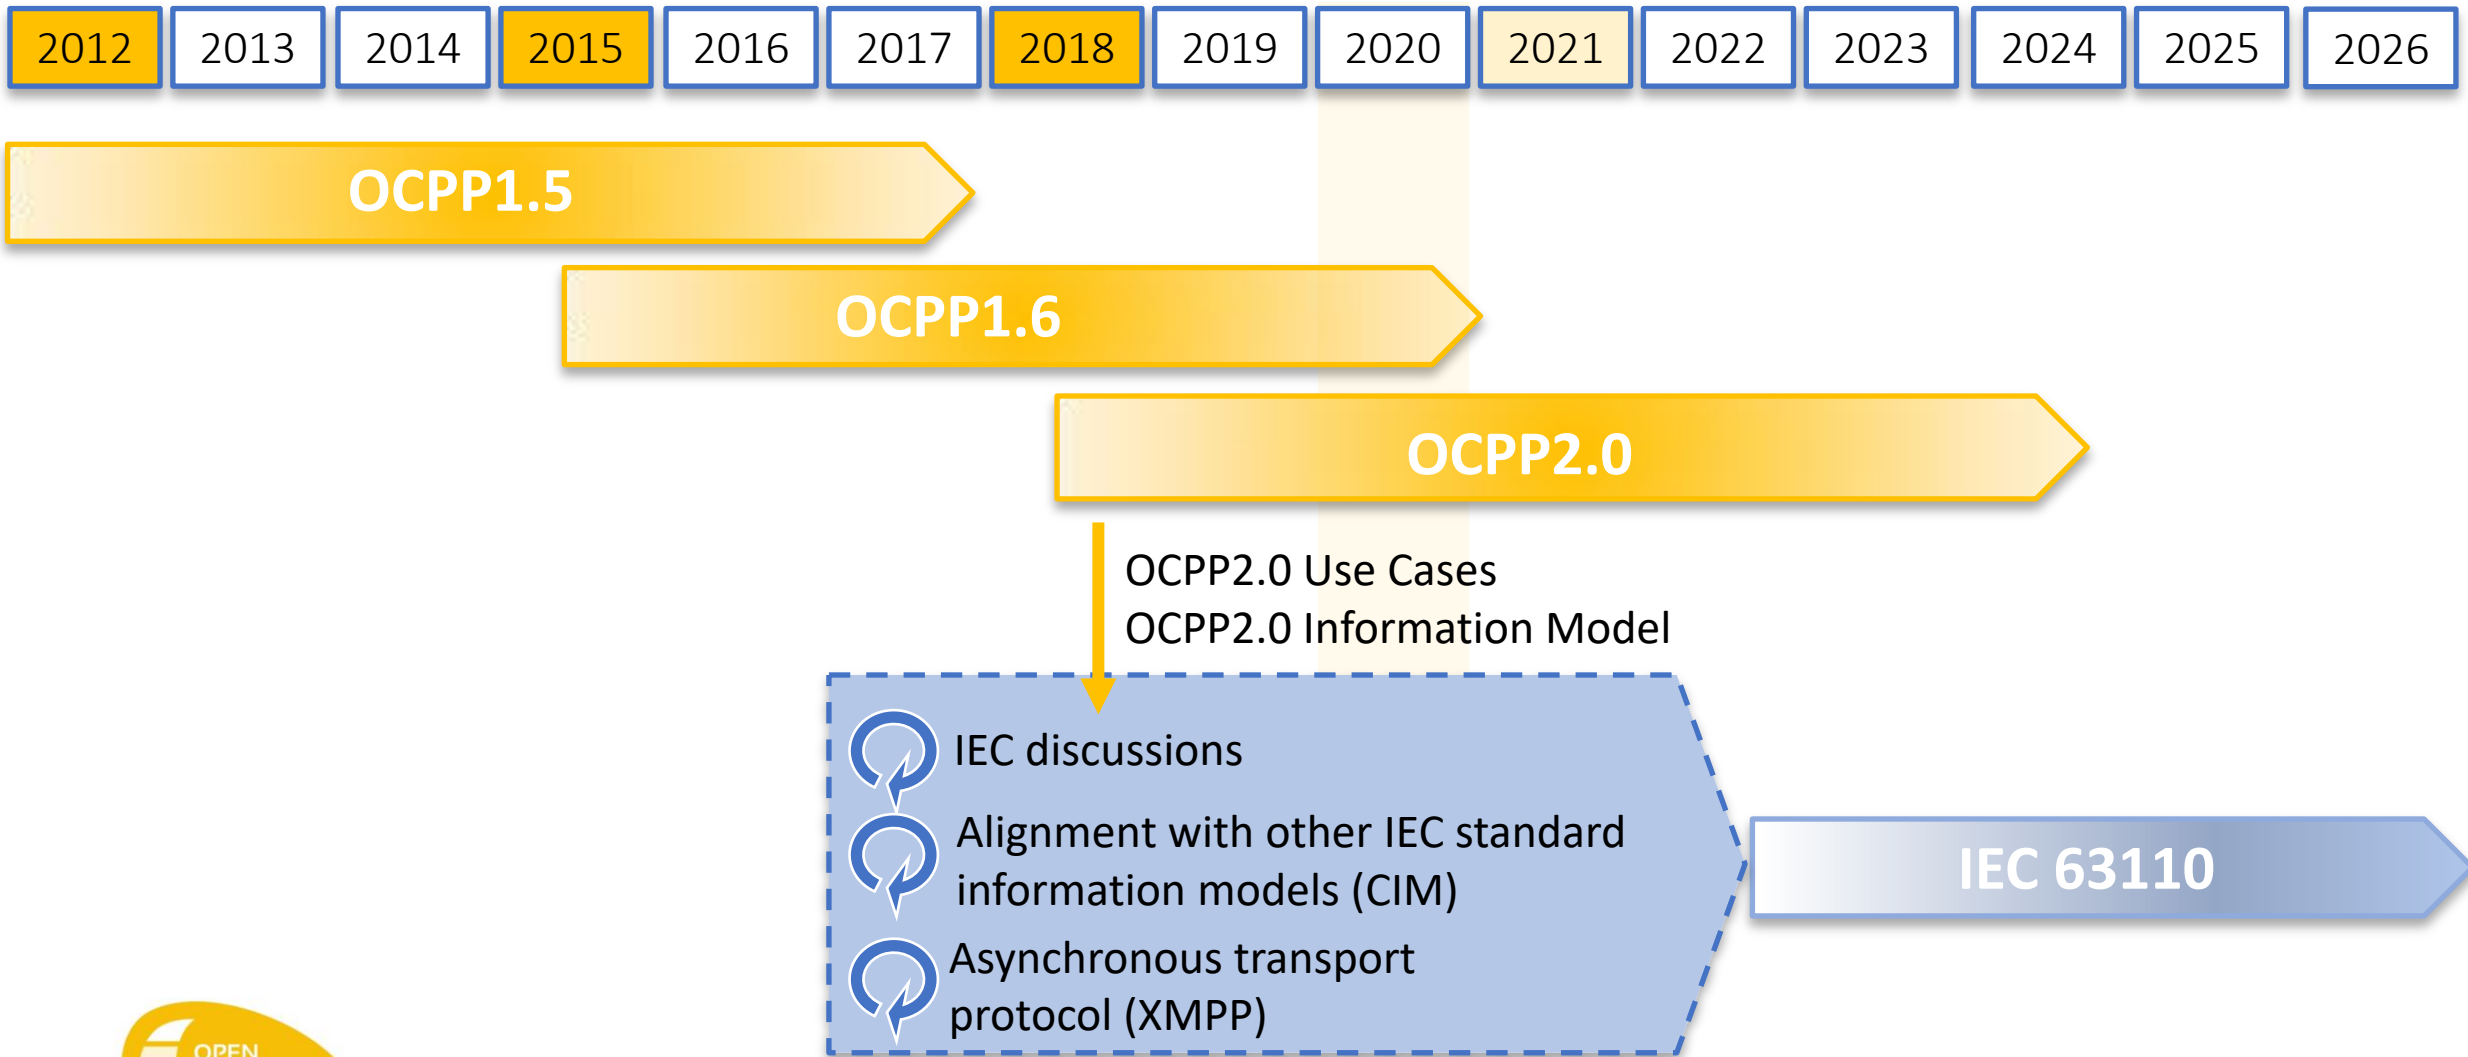 2012 2013 2014 2015 2016 2017 2018 2019 2020 2021 2022 2023 2024 2025 2026
OCPP1.5
OCPP1.6
OCPP2.0
OCPP2.0 Use Cases
OCPP2.0 Information Model
IEC discussions
Alignment with other IEC standard
information models (CIM)
Asynchronous transport
protocol (XMPP)
IEC 63110
OPEN